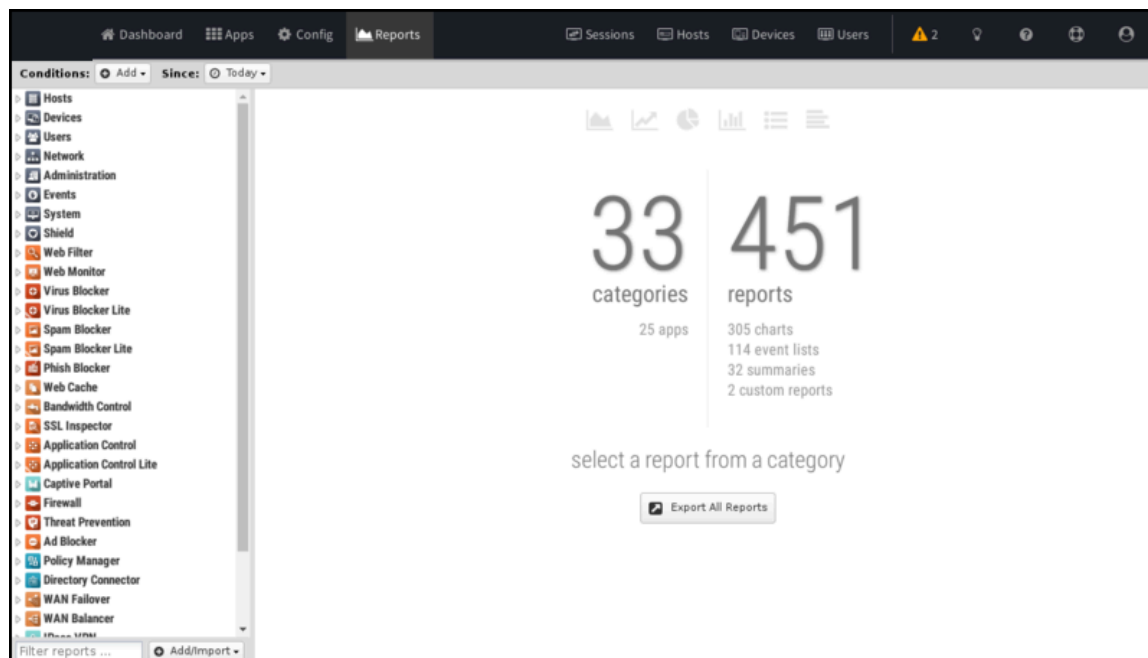 Dashboard Apps Config Reports Sessions Hosts Devices Users 2
Conditions: Add Since: Today
Hosts
Devices
Users
Network
Administration
Events
System
Shield
Web Filter
Web Monitor
Virus Blocker
Virus Blocker Lite
Spam Blocker
Spam Blocker Lite
Phish Blocker
Web Cache
Bandwidth Control
SSL Inspector
Application Control
Application Control Lite
Captive Portal
Firewall
Threat Prevention
Ad Blocker
Policy Manager
Directory Connector
WAN Failover
WAN Balancer
Filter reports ... Add/Import
33
categories
25 apps
451
reports
305 charts
114 event lists
32 summaries
2 custom reports
select a report from a category
Export All Reports